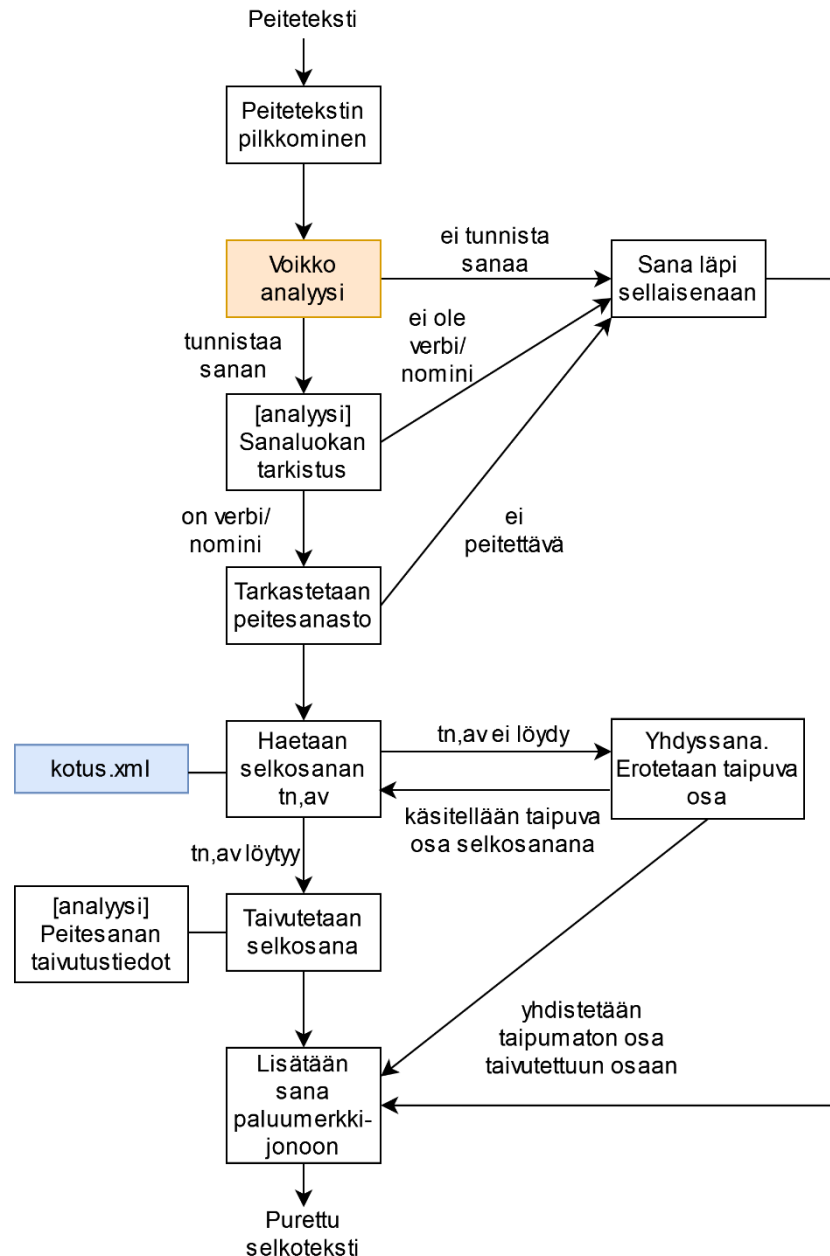 Peiteteksti
Peitetekstin
pilkkominen
Voikko
analyysi
ei tunnista
sanaa
Sana läpi
sellaisenaan
tunnistaa
sanan
ei ole
verbi/
nomini
[analyysi]
Sanaluokan
tarkistus
on verbi/
nomini
ei
peitettävä
Tarkastetaan
peitesanasto
kotus.xml
Haetaan
selkosanan
tn,av
tn,av ei löydy
Yhdyssana.
Erotetaan taipuva
osa
käsitellään taipuva
osa selkosanana
tn,av löytyy
[analyysi]
Peitesanan
taivutustiedot
Taivutetaan
selkosana
yhdistetään
taipumaton osa
taivutettuun osaan
Lisätään
sana
paluumerkki-
jonoon
Purettu
selkoteksti